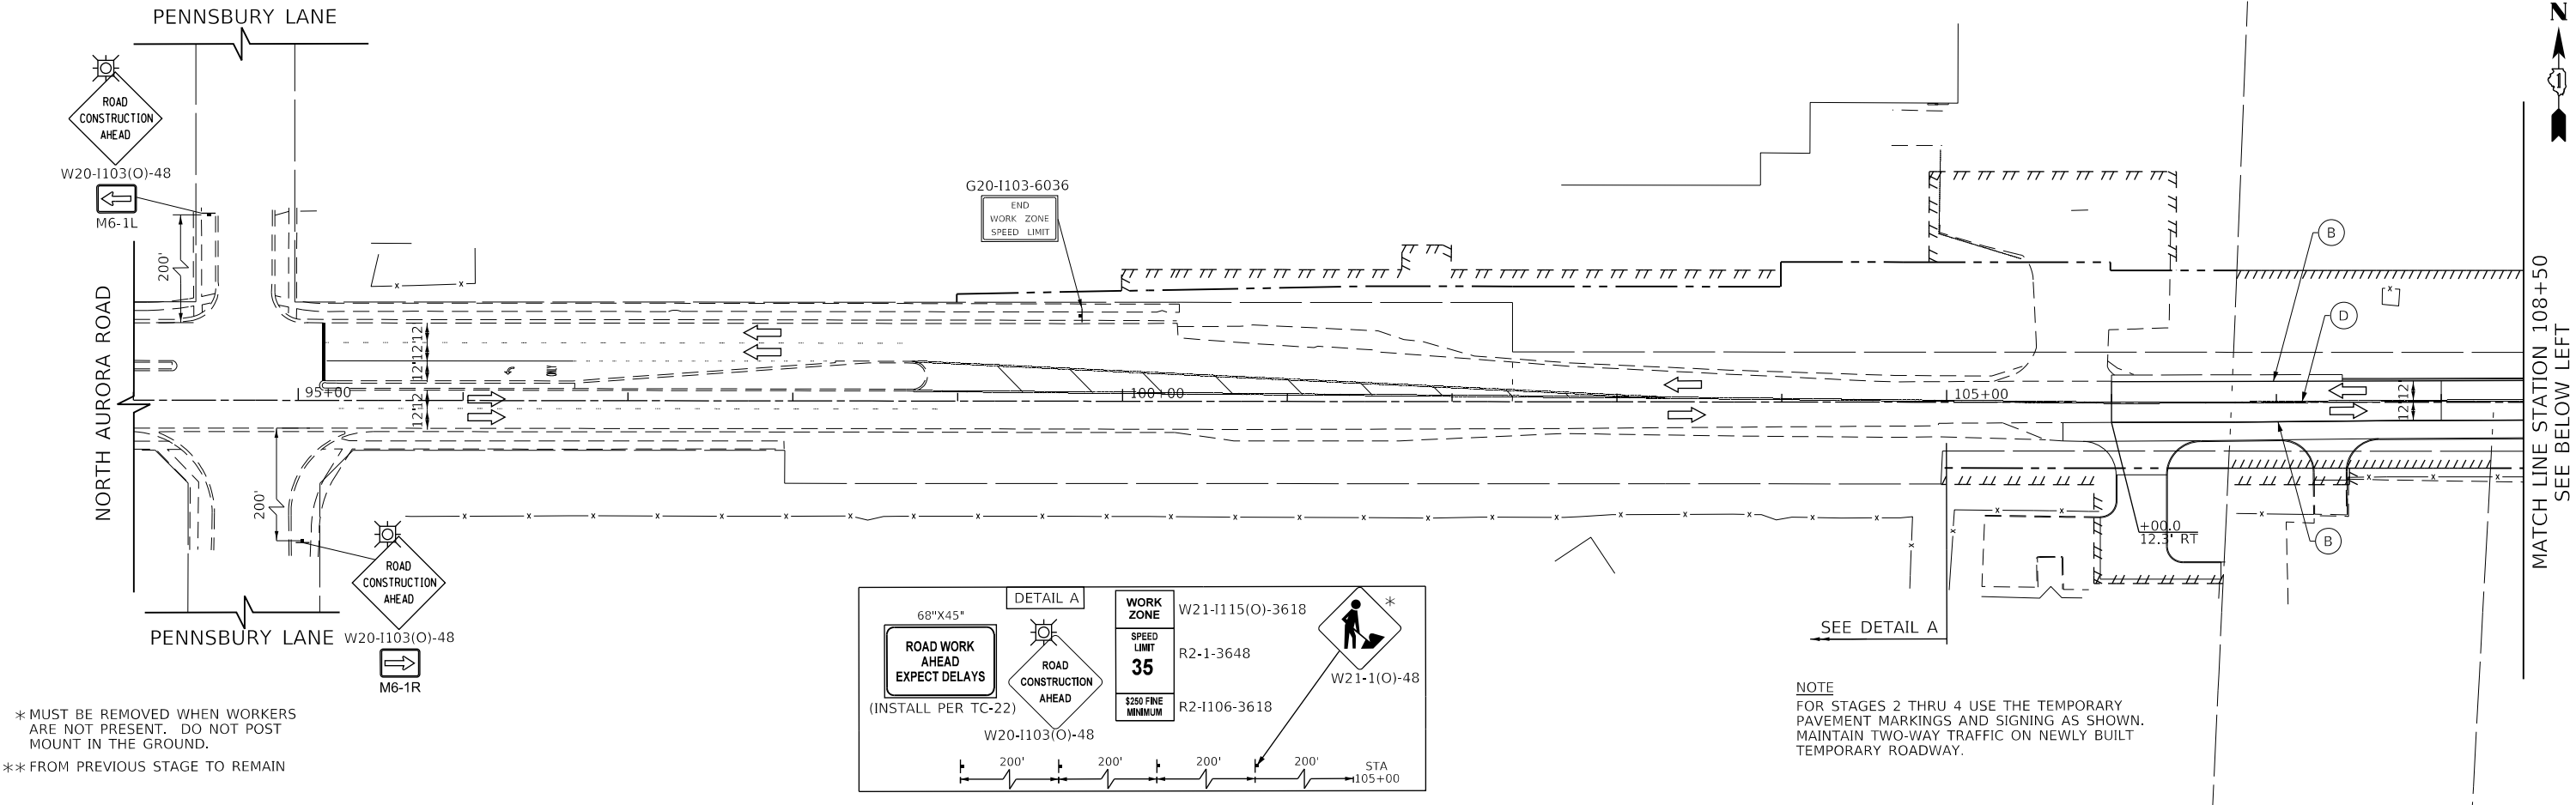 PENNSBURY LANE
N
1
ROAD
CONSTRUCTION
AHEAD
W20-I103(O)-48
M6-1L
200'
NORTH AURORA ROAD
G20-I103-6036
END
WORK ZONE
SPEED LIMIT
12'
12'
12'
95+00
12'
12'
100+00
105+00
12'
12'
B
D
B
+00.0
12.3' RT
MATCH LINE STATION 108+50
SEE BELOW LEFT
200'
ROAD
CONSTRUCTION
AHEAD
PENNSBURY LANE
W20-I103(O)-48
M6-1R
DETAIL A
68"X45"
ROAD WORK
AHEAD
EXPECT DELAYS
(INSTALL PER TC-22)
ROAD
CONSTRUCTION
AHEAD
W20-I103(O)-48
WORK
ZONE
W21-I115(O)-3618
SPEED
LIMIT
35
R2-1-3648
$250 FINE
MINIMUM
R2-I106-3618
*
W21-1(O)-48
200'
200'
200'
200'
STA
105+00
SEE DETAIL A
NOTE
FOR STAGES 2 THRU 4 USE THE TEMPORARY
PAVEMENT MARKINGS AND SIGNING AS SHOWN.
MAINTAIN TWO-WAY TRAFFIC ON NEWLY BUILT
TEMPORARY ROADWAY.
* MUST BE REMOVED WHEN WORKERS
ARE NOT PRESENT. DO NOT POST
MOUNT IN THE GROUND.
** FROM PREVIOUS STAGE TO REMAIN